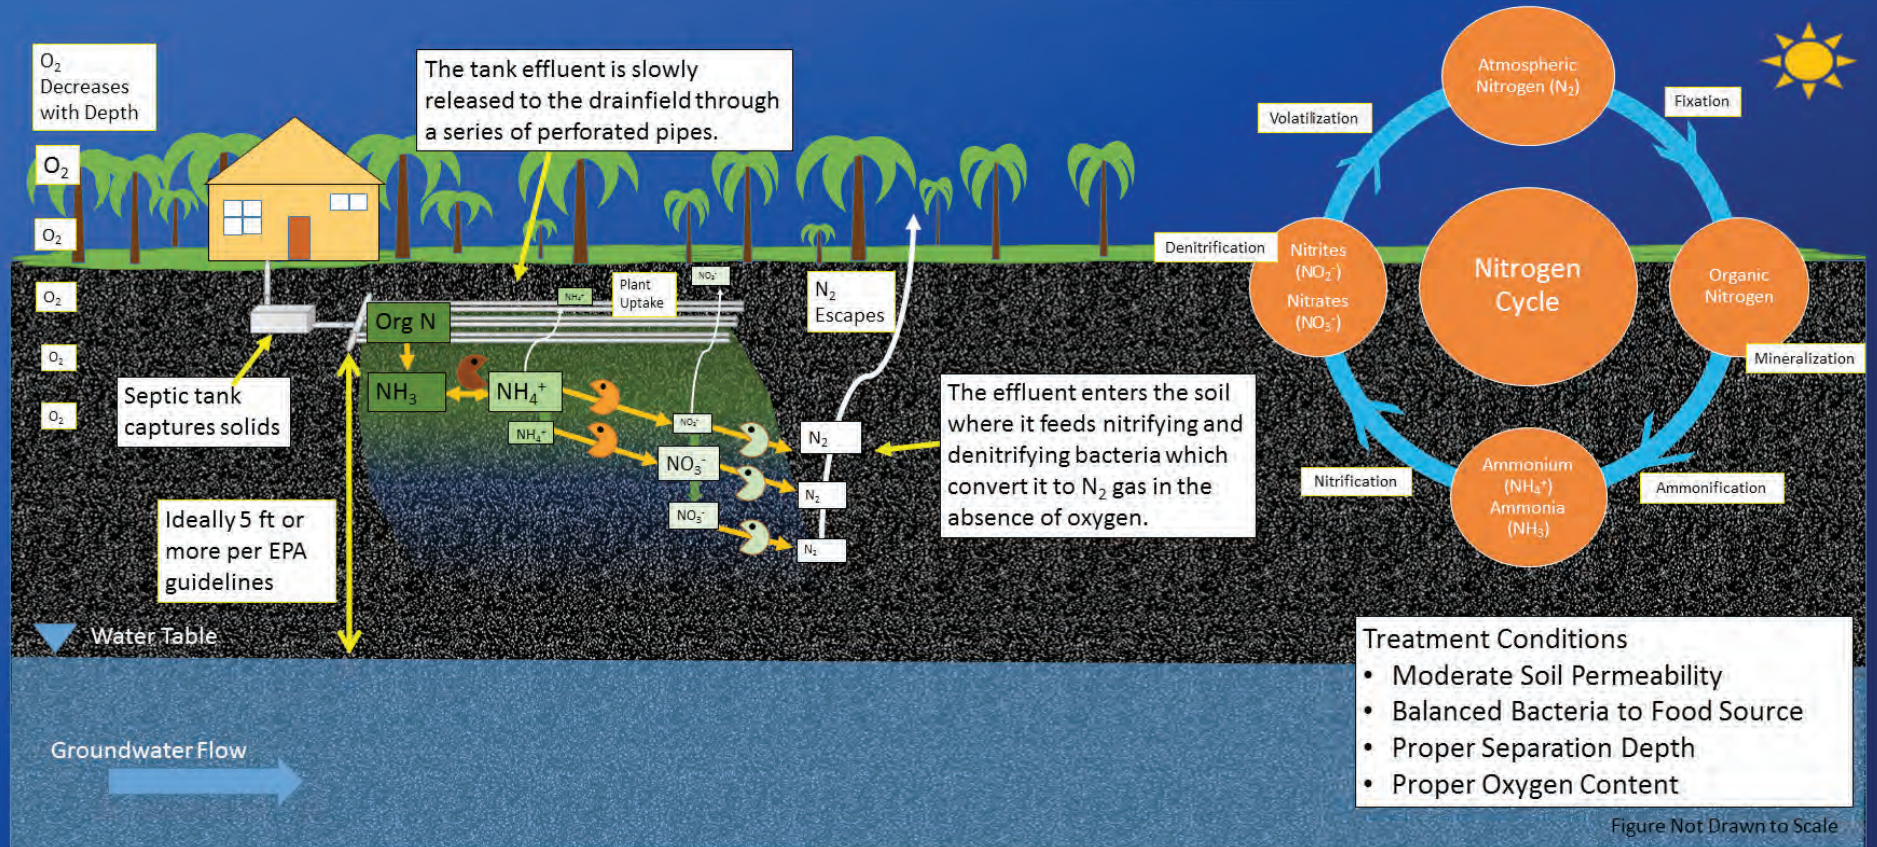 O₂
Decreases
with Depth
O₂
O₂
O₂
O₂
O₂
The tank effluent is slowly
released to the drainfield through
a series of perforated pipes.
Septic tank
captures solids
Ideally 5 ft or
more per EPA
guidelines
Org N
NH₃
NH₄⁺
NH₄⁺
NH₄⁺
Plant
Uptake
NO₃⁻
NO₃⁻
NO₃⁻
N₂
Escapes
N₂
N₂
N₂
The effluent enters the soil
where it feeds nitrifying and
denitrifying bacteria which
convert it to N₂ gas in the
absence of oxygen.
Water Table
Groundwater Flow
Atmospheric
Nitrogen (N₂)
Fixation
Organic
Nitrogen
Mineralization
Ammonification
Ammonium
(NH₄⁺)
Ammonia
(NH₃)
Nitrification
Nitrites
(NO₂⁻)
Nitrates
(NO₃⁻)
Denitrification
Volatilization
Nitrogen
Cycle
Treatment Conditions
• Moderate Soil Permeability
• Balanced Bacteria to Food Source
• Proper Separation Depth
• Proper Oxygen Content
Figure Not Drawn to Scale